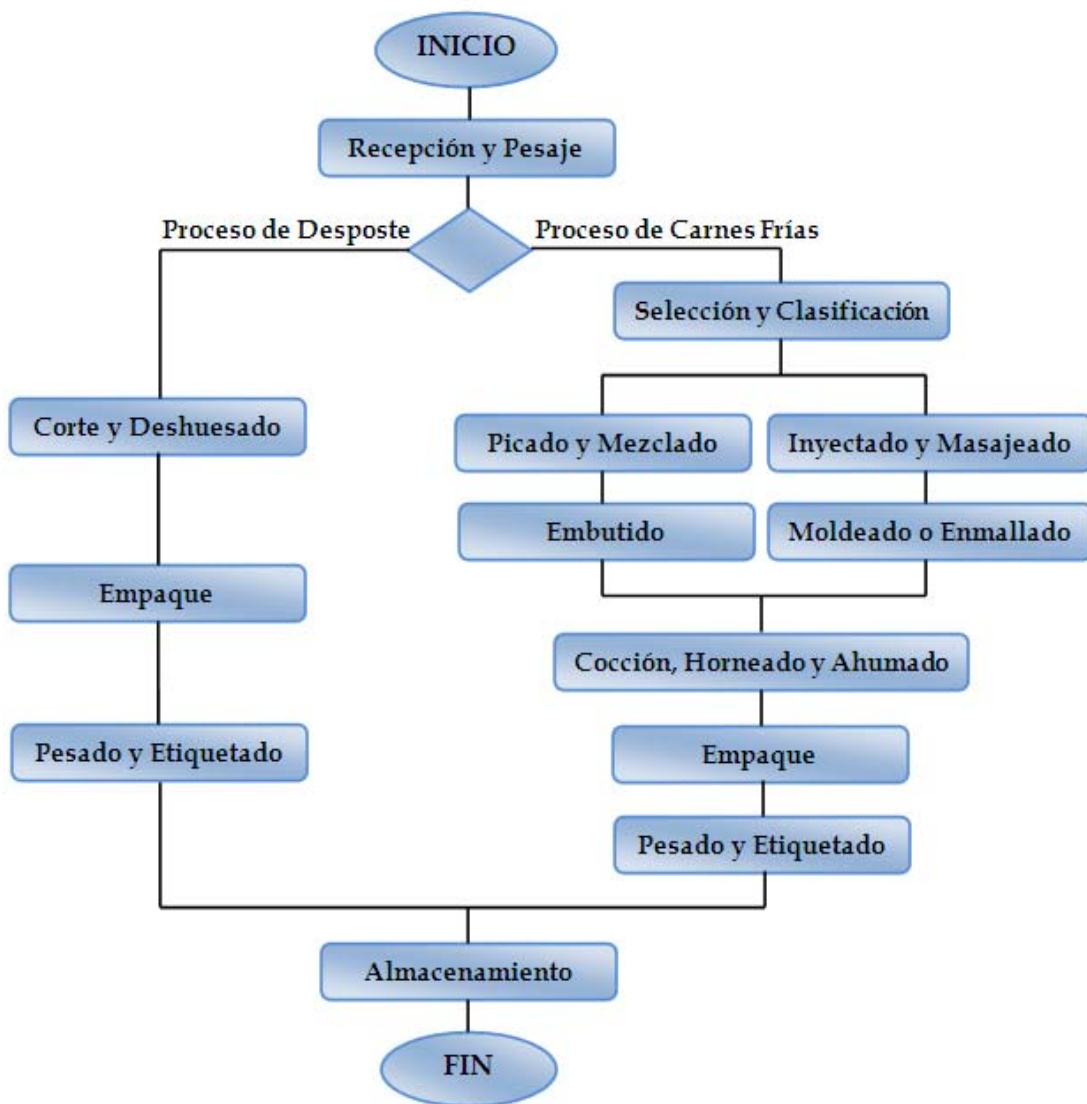 INICIO
Recepción y Pesaje
Proceso de Desposte
Proceso de Carnes Frías
Selección y Clasificación
Corte y Deshuesado
Picado y Mezclado
Inyectado y Masajeado
Embutido
Moldeado o Enmallado
Empaque
Cocción, Horneado y Ahumado
Pesado y Etiquetado
Empaque
Pesado y Etiquetado
Almacenamiento
FIN